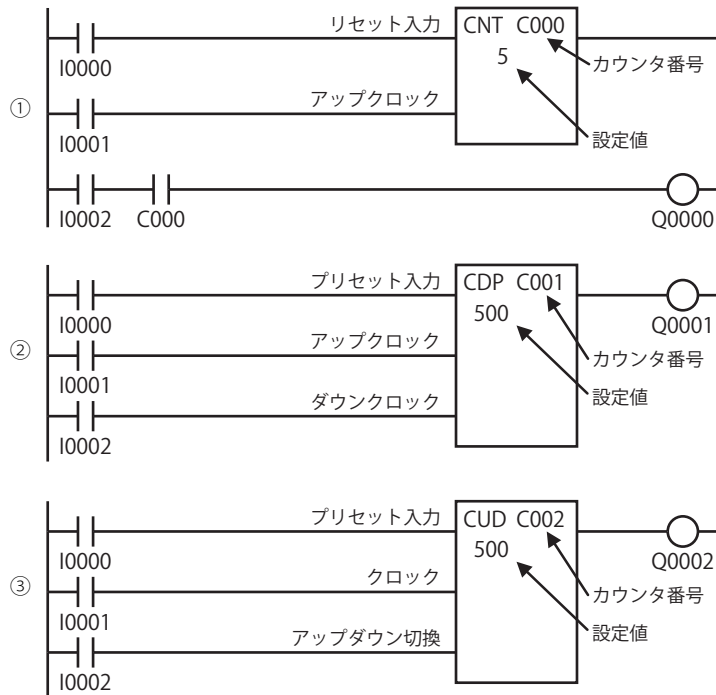 ①
リセット入力
CNT C000
5
I0000
カウンタ番号
アップクロック
設定値
I0001
I0002
C000
Q0000
②
プリセット入力
CDP C001
500
I0000
Q0001
アップクロック
カウンタ番号
I0001
設定値
ダウンクロック
I0002
③
プリセット入力
CUD C002
500
I0000
Q0002
クロック
カウンタ番号
I0001
設定値
アップダウン切換
I0002